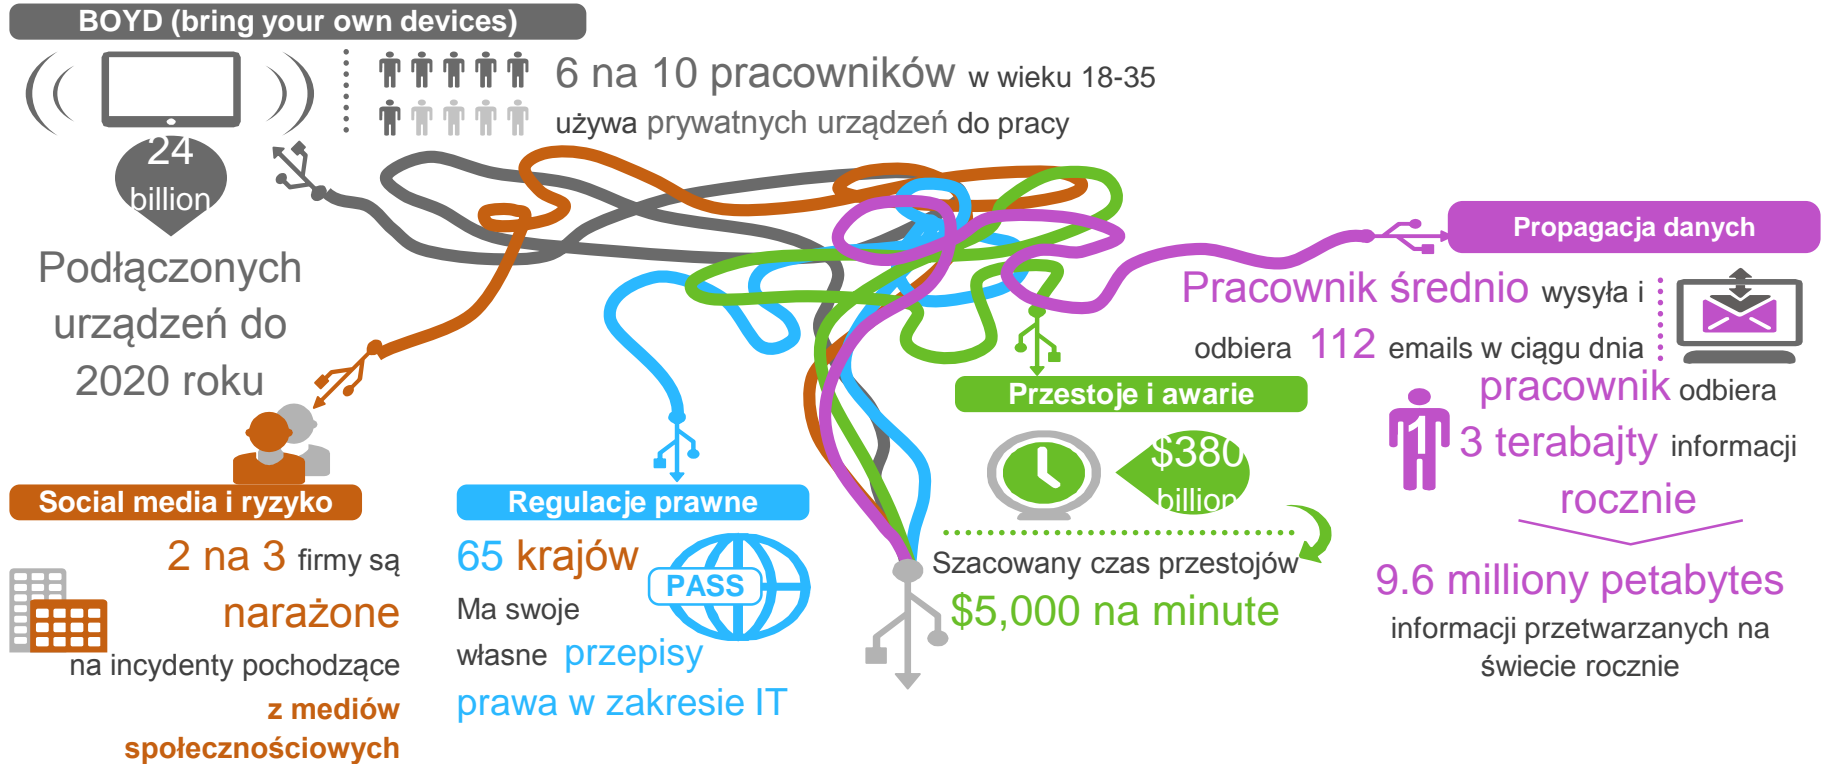 BOYD (bring your own devices)
6 na 10 pracowników w wieku 18-35
używa prywatnych urządzeń do pracy
24
billion
Podłączonych
urządzeń do
2020 roku
Social media i ryzyko
2 na 3 firmy są
narażone
na incydenty pochodzące
z mediów
społecznościowych
Regulacje prawne
65 krajów
PASS
Ma swoje
własne przepisy
prawa w zakresie IT
Przestoje i awarie
$380
billion
Szacowany czas przestojów
$5,000 na minute
Propagacja danych
Pracownik średnio wysyła i
odbiera 112 emails w ciągu dnia
1
pracownik odbiera
3 terabajty informacji
rocznie
9.6 milliony petabytes
informacji przetwarzanych na
świecie rocznie